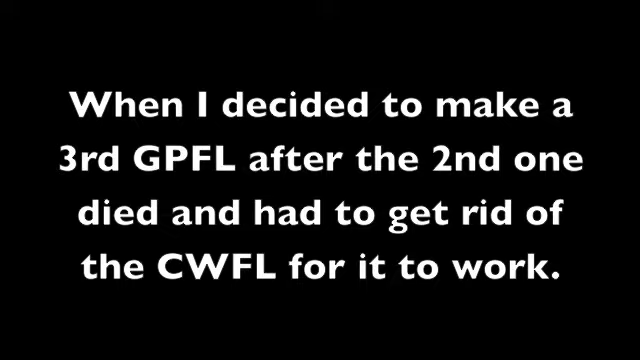 When I decided to make a
3rd GPFL after the 2nd one
died and had to get rid of
the CWFL for it to work.